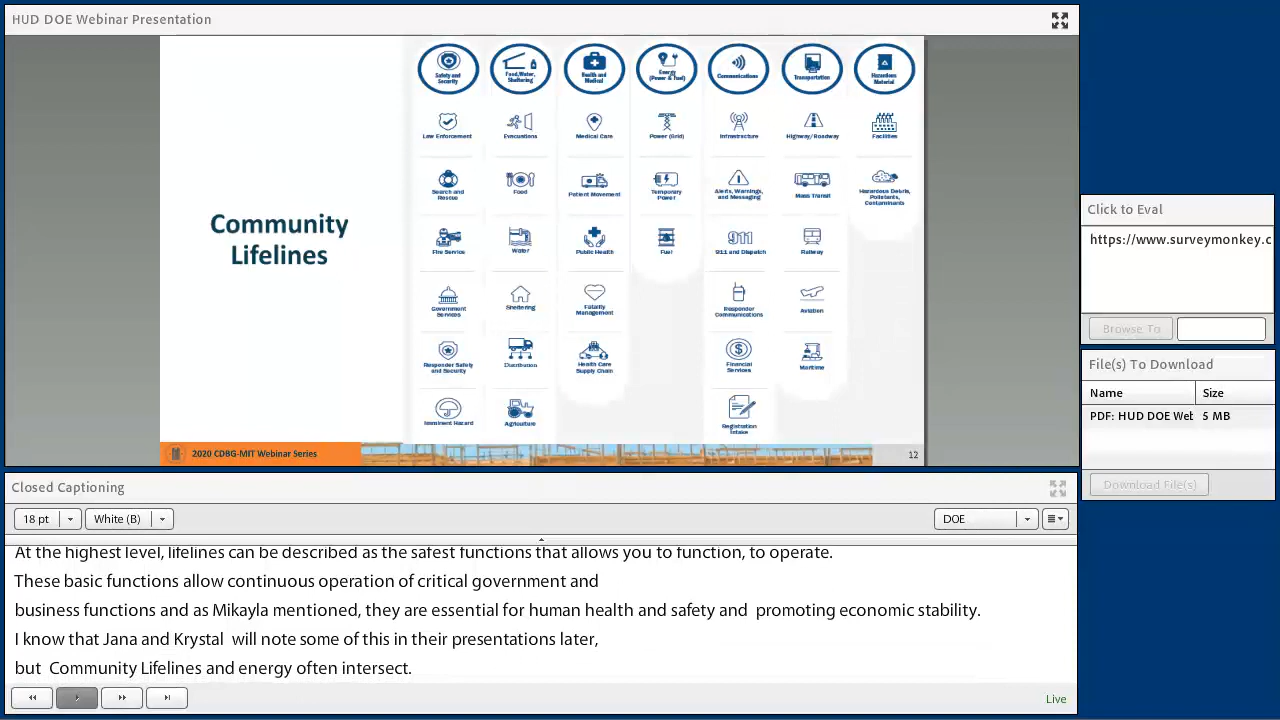 HUD DOE Webinar Presentation
Community
Lifelines
Safety and
Security
Food,Water,
Sheltering
Health and
Medical
Energy
(Power & Fuel)
Communications
Transportation
Hazardous
Material
Law Enforcement
Evacuations
Medical Care
Power (Grid)
Infrastructure
Highway/Roadway
Facilities
Search and
Rescue
Food
Patient Movement
Temporary
Power
Alerts, Warnings,
and Messaging
Mass Transit
Hazardous Debris,
Pollutants,
Contaminants
Fire Service
Water
Public Health
Fuel
911
911 and Dispatch
Railway
Government
Services
Sheltering
Fatality
Management
Responder
Communications
Aviation
Responder Safety
and Security
Distribution
Health Care
Supply Chain
$
Financial
Services
Maritime
Imminent Hazard
Agriculture
Registration
Intake
2020 CDBG-MIT Webinar Series
12
Click to Eval
https://www.surveymonkey.c
Browse To
File(s) To Download
Name Size
PDF: HUD DOE Wet 5 MB
Download File(s)
Closed Captioning
18 pt White (B) DOE
At the highest level, lifelines can be described as the safest functions that allows you to function, to operate.
These basic functions allow continuous operation of critical government and
business functions and as Mikayla mentioned, they are essential for human health and safety and promoting economic stability.
I know that Jana and Krystal will note some of this in their presentations later,
but Community Lifelines and energy often intersect.
Live